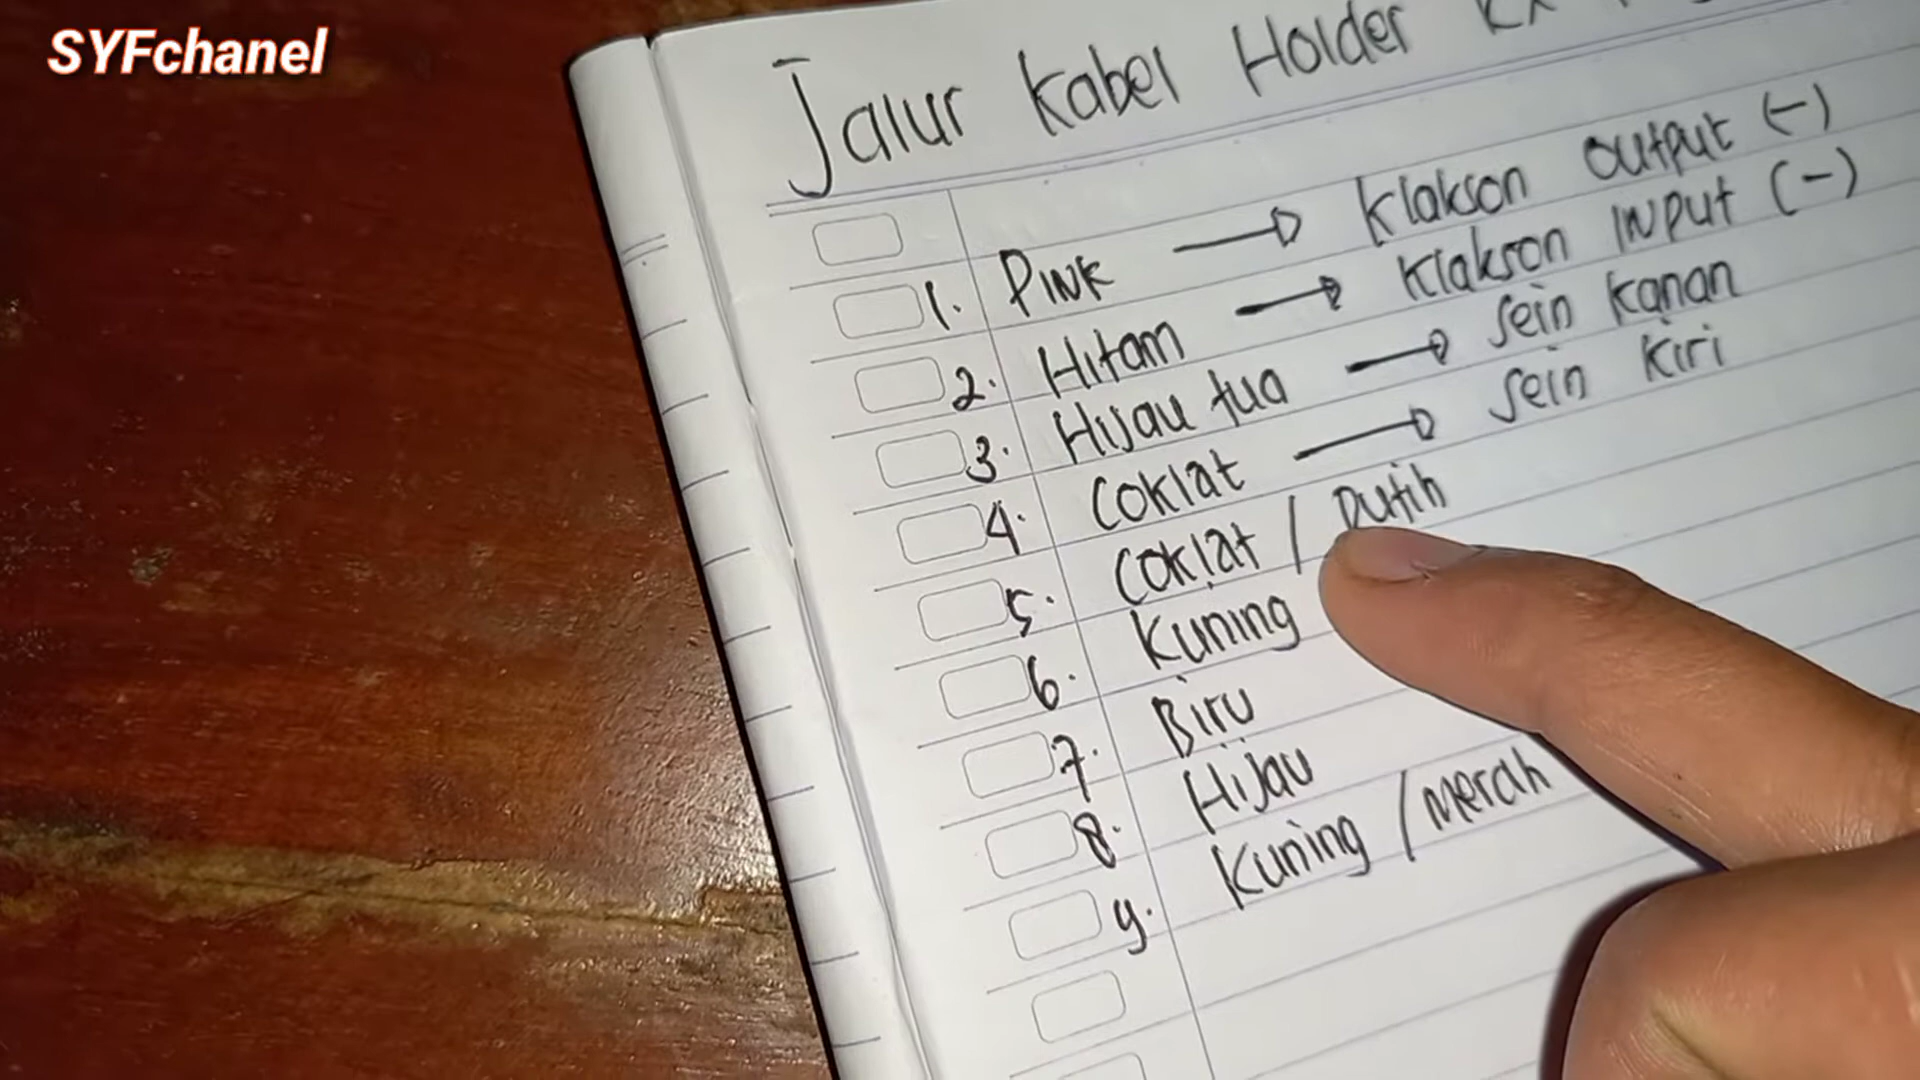 SYFchanel
Jalur Kabel Holder
1. Pink → Klakson output (-)
2. Hitam → Klakson input (-)
3. Hijau tua → Sein kanan
4. Coklat → Sein kiri
5. Coklat / putih
6. Kuning
7. Biru
8. Hijau
9. Kuning / Merah